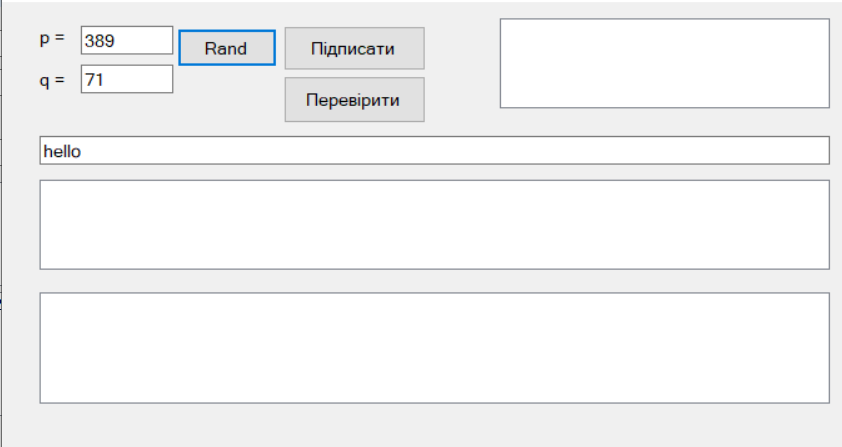 p = 389 Rand Підписати
q = 71 Перевірити
hello